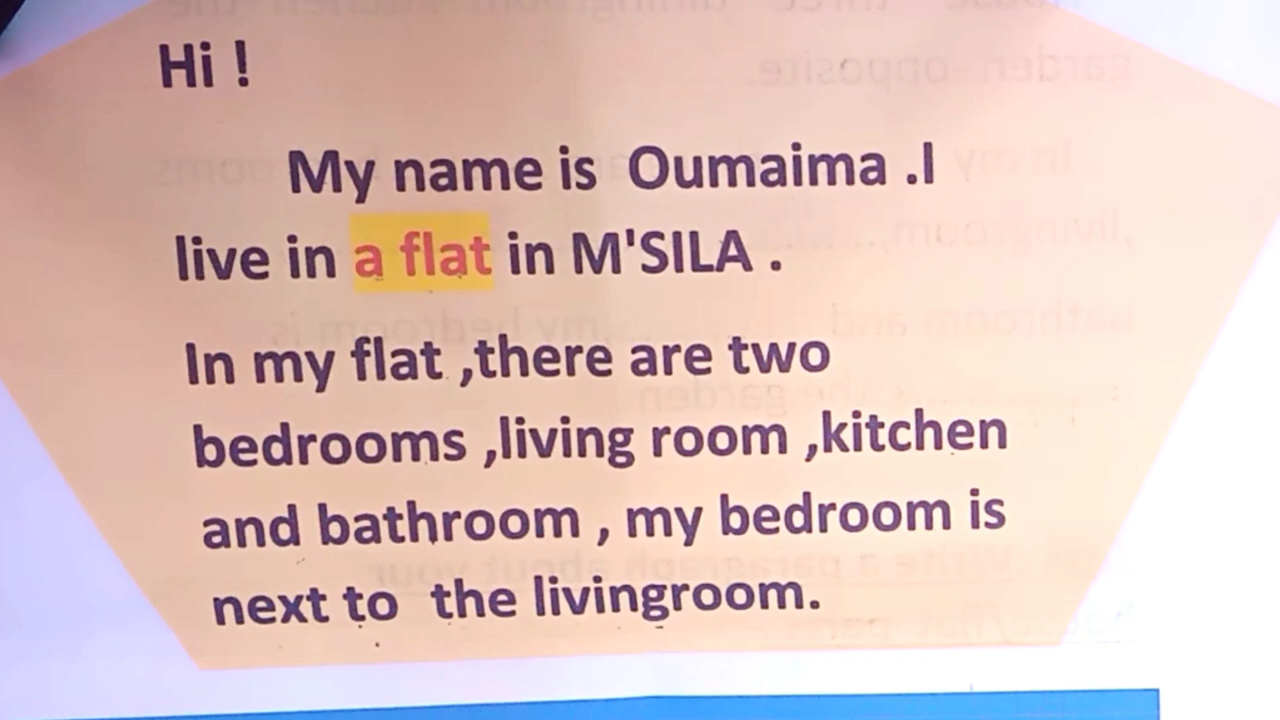 Hi !
My name is Oumaima .I
live in a flat in M'SILA .
In my flat ,there are two
bedrooms ,living room ,kitchen
and bathroom , my bedroom is
next to the livingroom.